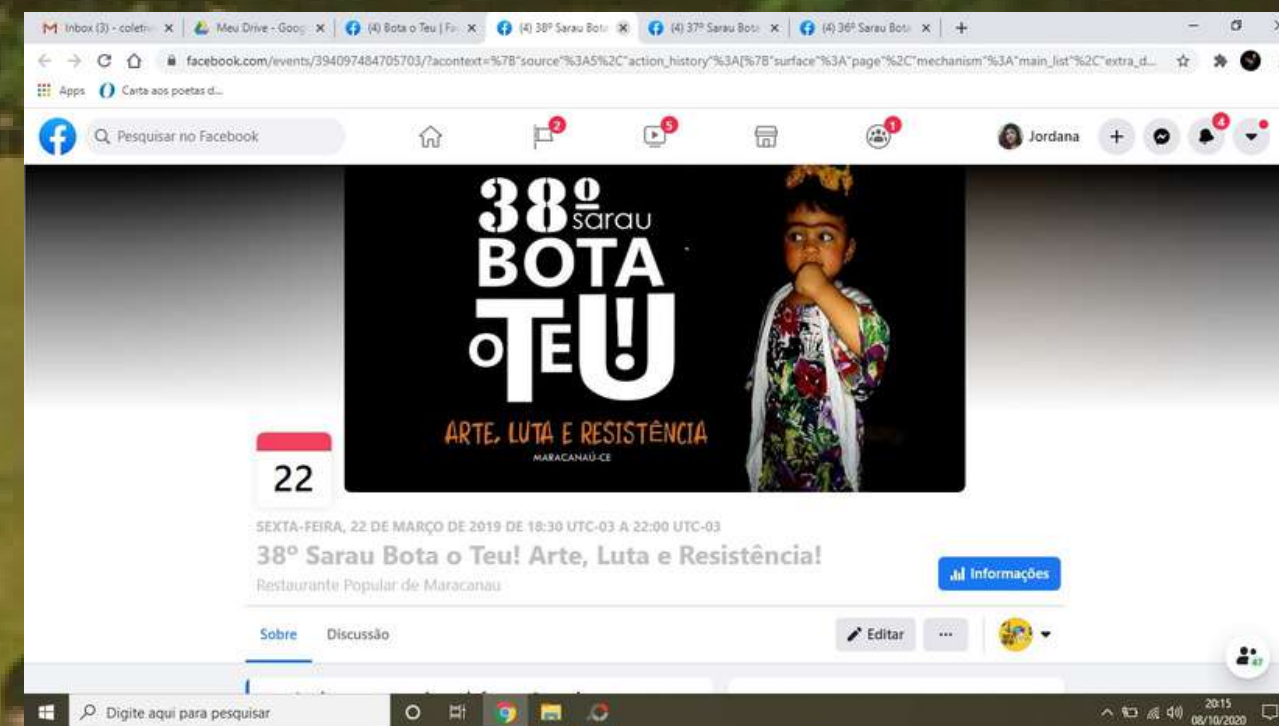 Inbox (3) - coletiv
Meu Drive - Goog
(4) Bota o Teu | Fa
(4) 38º Sarau Bota
(4) 37º Sarau Bota
(4) 36º Sarau Bota
facebook.com/events/394097484705703/?acontext=%7B"source"%3A5%2C"action_history"%3A[%7B"surface"%3A"page"%2C"mechanism"%3A"main_list"%2C"extra_d...
Apps
Carta aos poetas d...
Pesquisar no Facebook
2
5
1
Jordana
4
38º
sarau
BOTA
O TEU!
ARTE, LUTA E RESISTÊNCIA
MARACANAÚ-CE
22
SEXTA-FEIRA, 22 DE MARÇO DE 2019 DE 18:30 UTC-03 A 22:00 UTC-03
38º Sarau Bota o Teu! Arte, Luta e Resistência!
Restaurante Popular de Maracanau
Informações
Sobre
Discussão
Editar
47
Digite aqui para pesquisar
20:15
08/10/2020